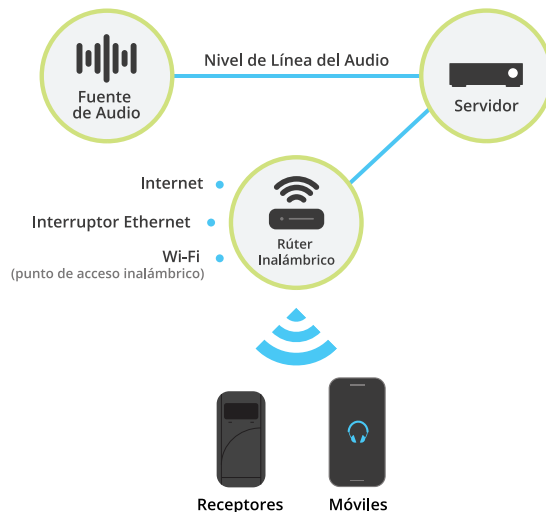 Nivel de Línea del Audio
Fuente
de Audio
Servidor
Internet
Interruptor Ethernet
Wi-Fi
(punto de acceso inalámbrico)
Rúter
Inalámbrico
Receptores
Móviles